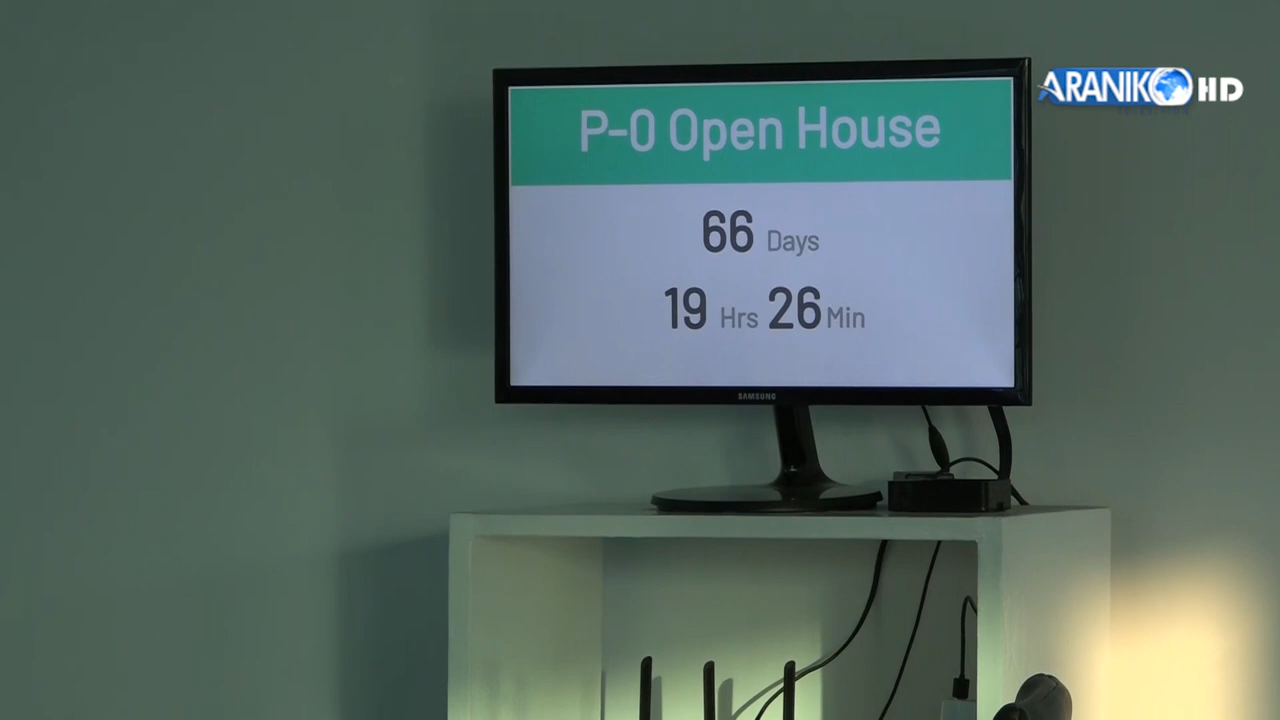 P-0 Open House
66 Days
19 Hrs 26 Min
SAMSUNG
ARANIKO HD